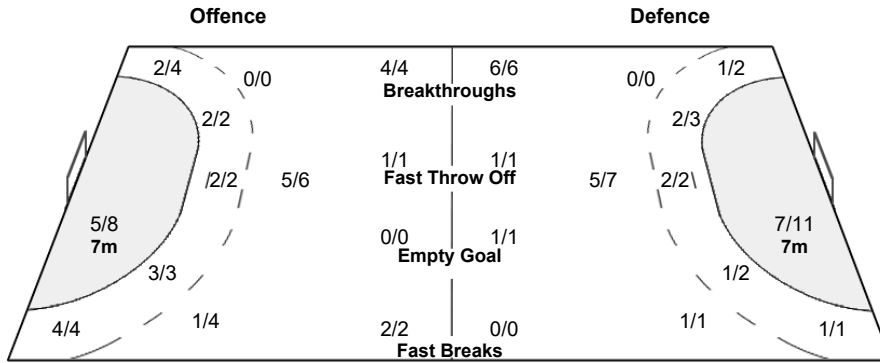 Offence Defence
2/4 0/0 4/4 6/6 0/0 1/2
Breakthroughs
2/2 2/3
1/1 1/1
2/2 5/6 Fast Throw Off 5/7 2/2
5/8 7/11
7m 0/0 1/1 7m
Empty Goal
3/3 1/2
4/4 1/4 2/2 0/0 1/1 1/1
Fast Breaks